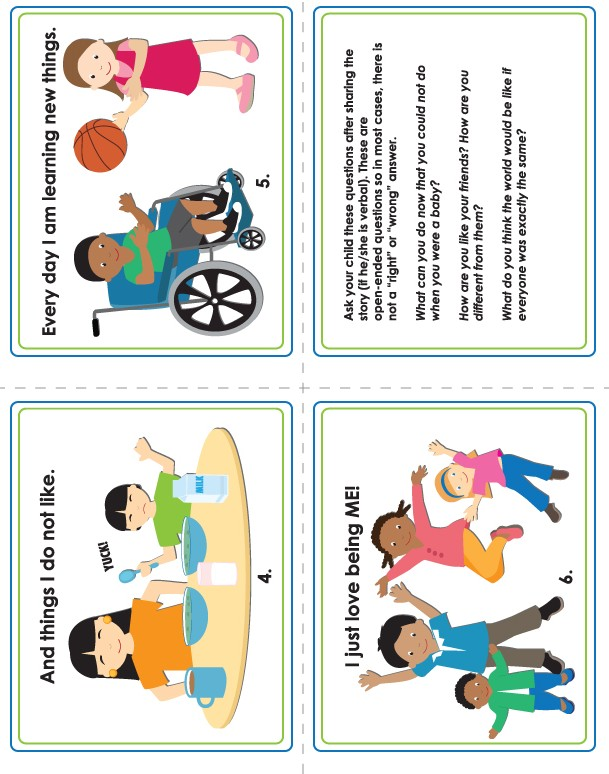 And things I do not like.
YUCK!
MILK
4.
Every day I am learning new things.
5.
I just love being ME!
6.
Ask your child these questions after sharing the
story (if he/she is verbal). These are
open-ended questions so in most cases, there is
not a “right” or “wrong” answer.
What can you do now that you could not do
when you were a baby?
How are you like your friends? How are you
different from them?
What do you think the world would be like if
everyone was exactly the same?